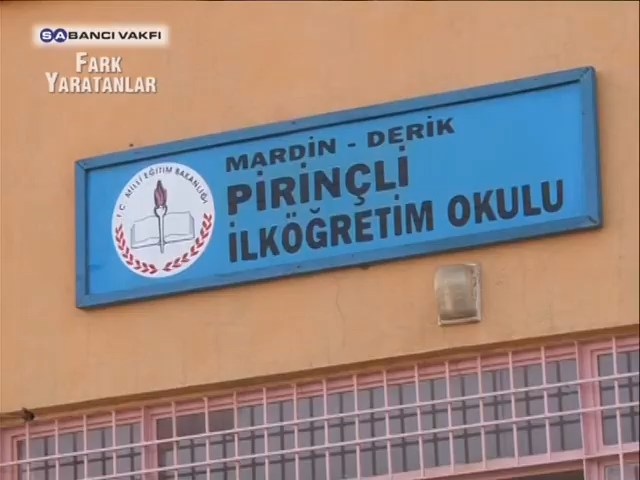 SABANCI VAKFI
FARK
YARATANLAR
MARDİN - DERİK
PİRİNÇLİ
İLKÖĞRETİM OKULU
T.C. MİLLİ EĞİTİM BAKANLIĞI